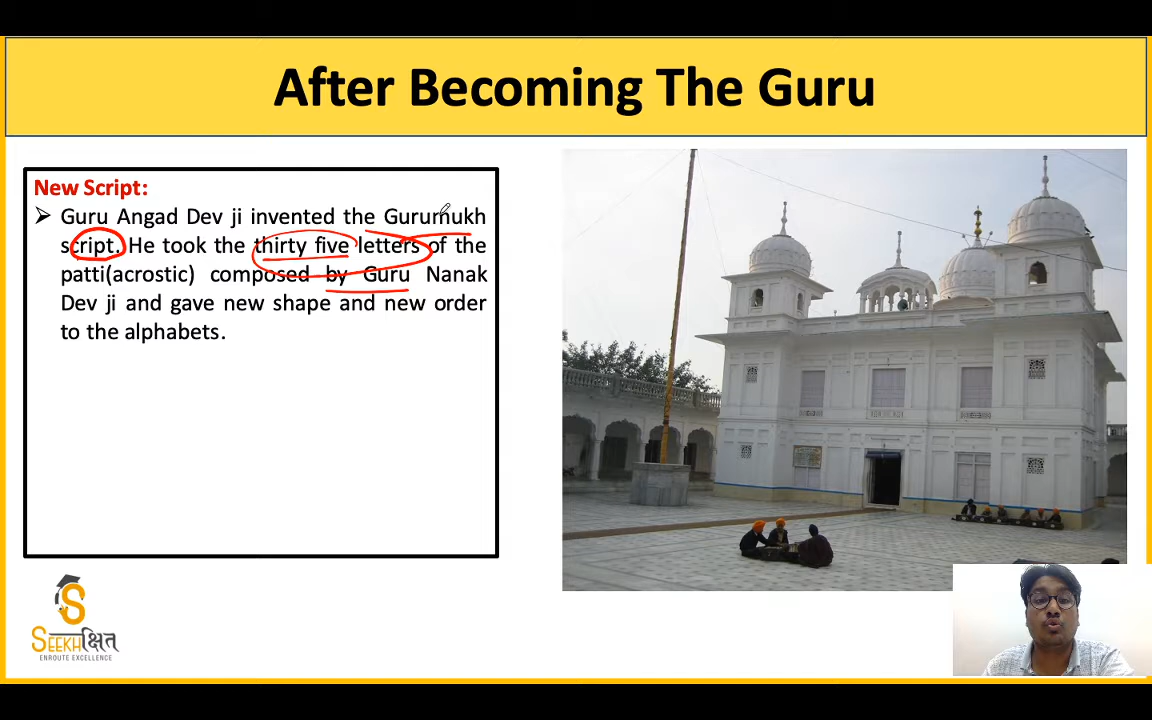 After Becoming The Guru
New Script:
➢ Guru Angad Dev ji invented the Gurumukh
script. He took the thirty five letters of the
patti(acrostic) composed by Guru Nanak
Dev ji and gave new shape and new order
to the alphabets.
SEEKHक्षित
ENROUTE EXCELLENCE